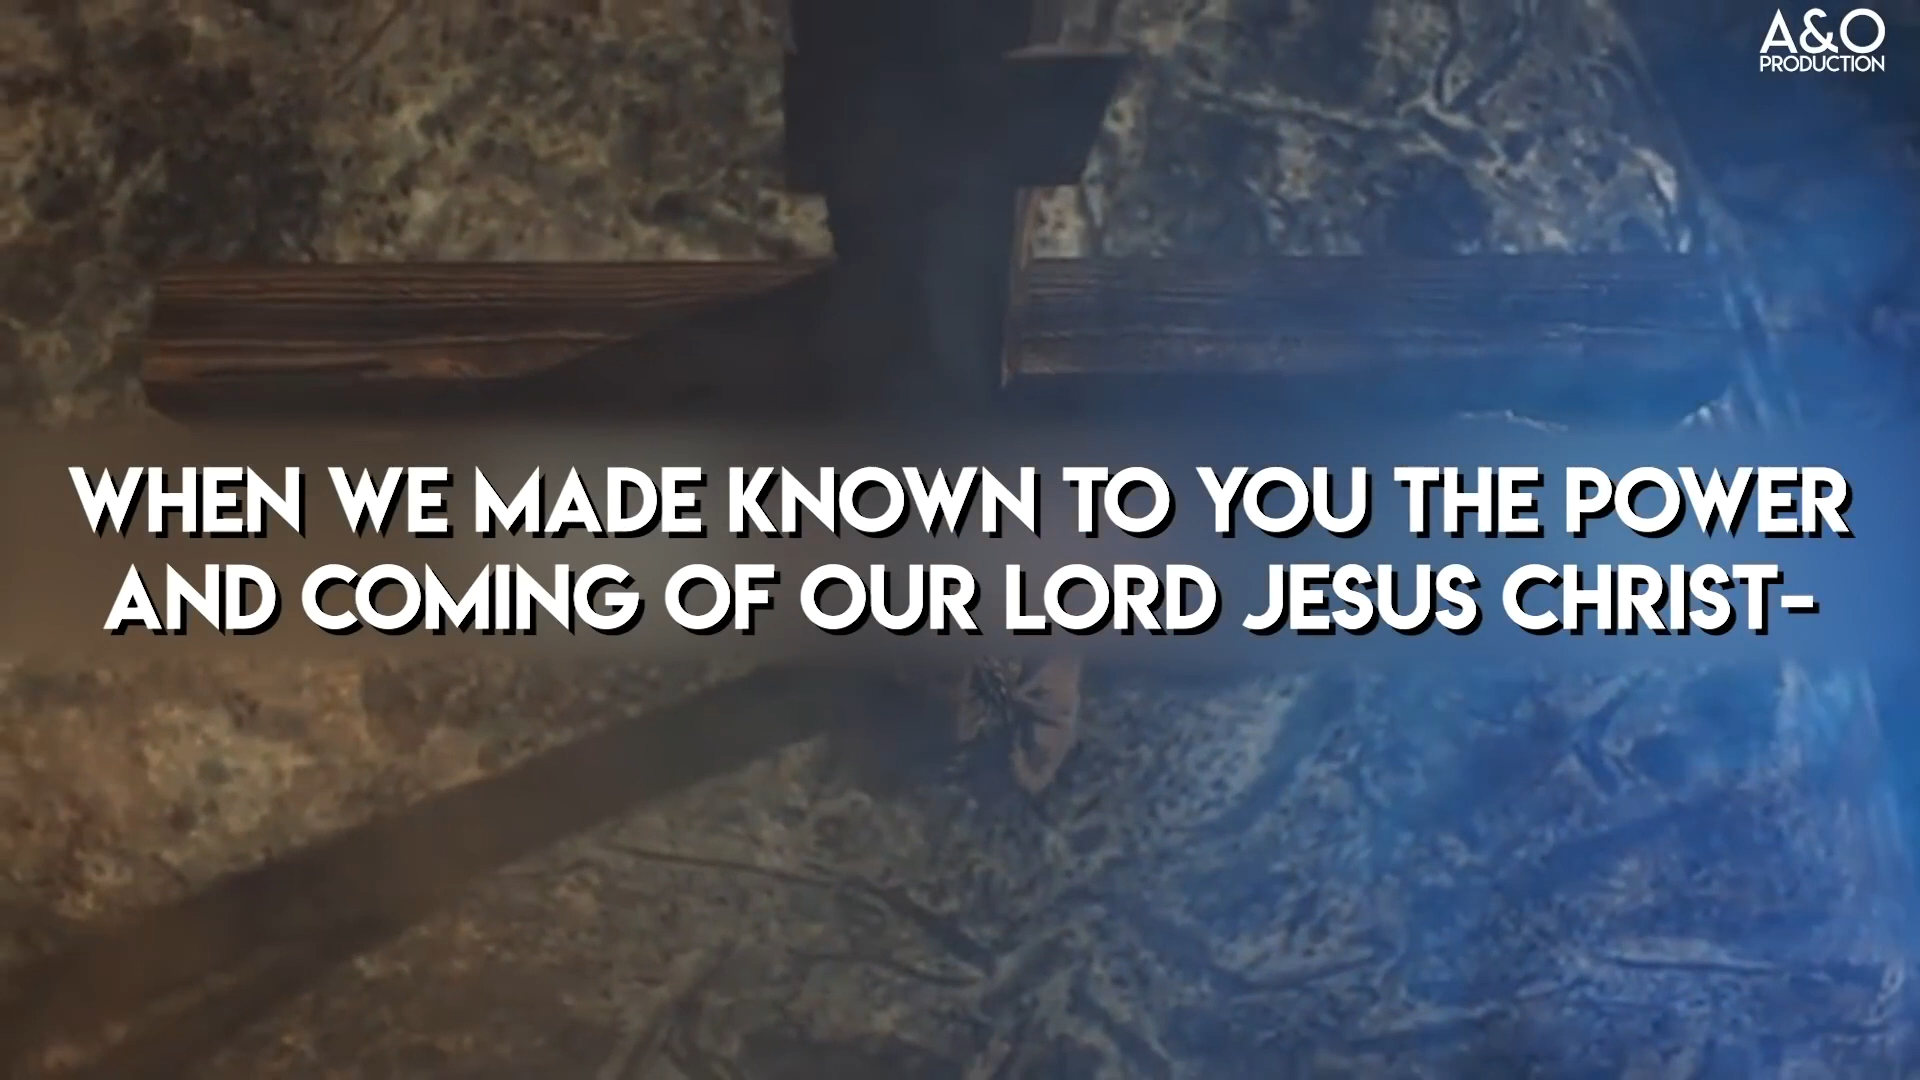 A&O
PRODUCTION
WHEN WE MADE KNOWN TO YOU THE POWER
AND COMING OF OUR LORD JESUS CHRIST-